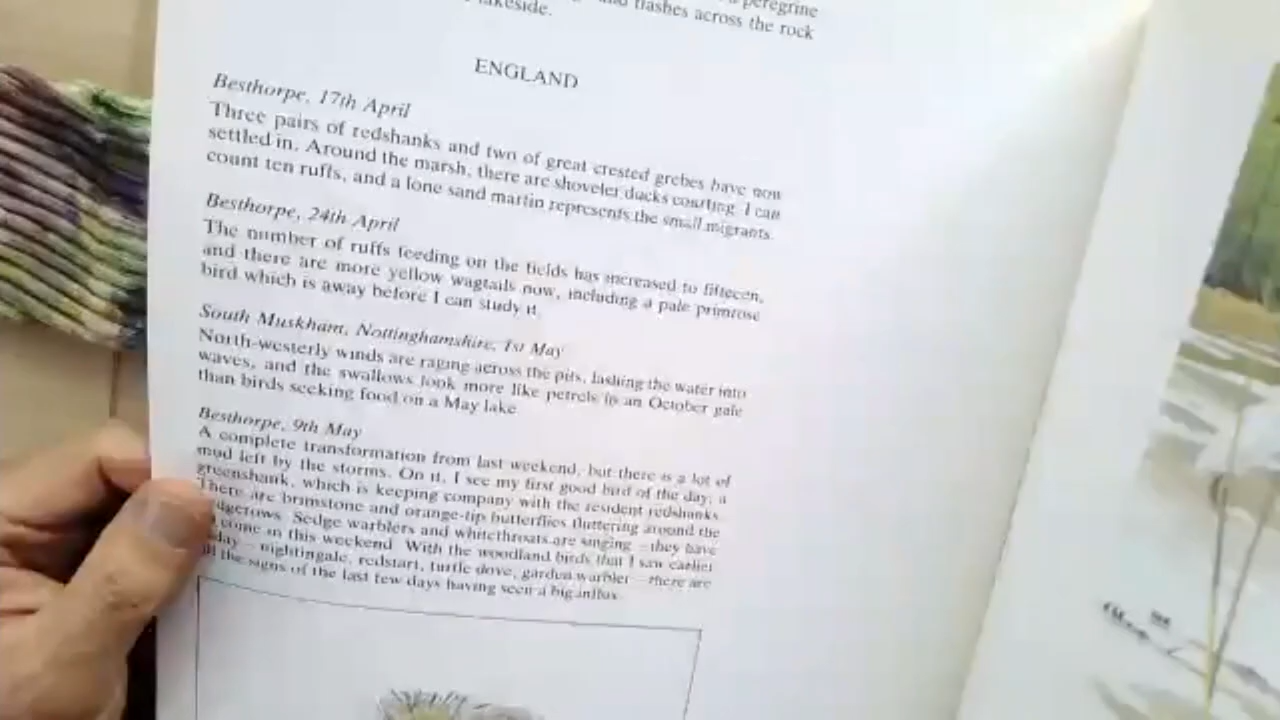 a peregrine
and flashes across the rock
lakeside.
ENGLAND
Besthorpe, 17th April
Three pairs of redshanks and two of great crested grebes have now
settled in. Around the marsh, there are shoveler ducks courting. I can
count ten ruffs, and a lone sand martin represents the small migrants.
Besthorpe, 24th April
The number of ruffs feeding on the fields has increased to fifteen,
and there are more yellow wagtails now, including a pale primrose
bird which is away before I can study it.
South Muskham, Nottinghamshire, 1st May
North-westerly winds are raging across the pits, lashing the water into
waves, and the swallows look more like petrels in an October gale
than birds seeking food on a May lake.
Besthorpe, 9th May
A complete transformation from last weekend, but there is a lot of
mud left by the storms. On it, I see my first good bird of the day, a
greenshank, which is keeping company with the resident redshanks.
There are brimstone and orange-tip butterflies fluttering around the
hedgerows. Sedge warblers and whitethroats are singing – they have
come in this weekend. With the woodland birds that I saw earlier
today – nightingale, redstart, turtle dove, garden warbler – there are
all the signs of the last few days having seen a big influx.